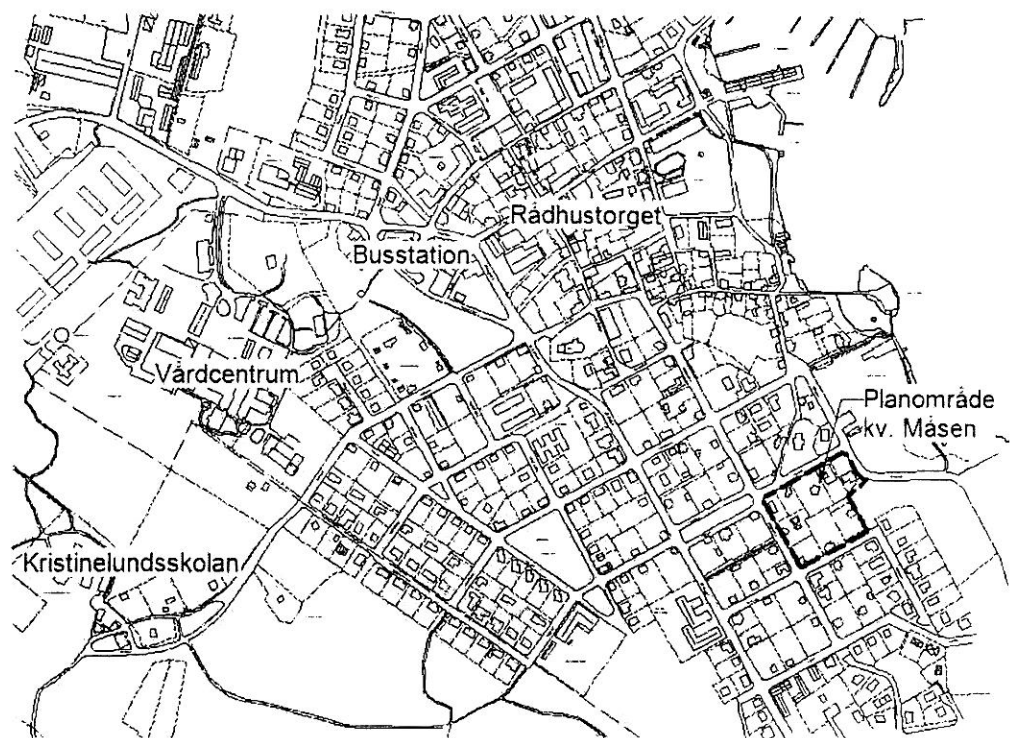 Rådhustorget
Busstation
Vårdcentrum
Planområde
kv. Måsen
Kristinelundsskolan